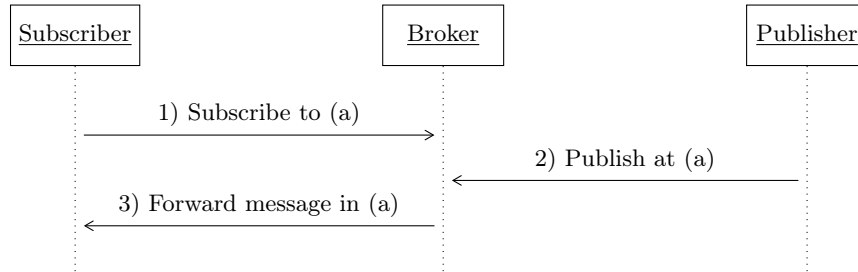 Subscriber
Broker
Publisher
1) Subscribe to (a)
2) Publish at (a)
3) Forward message in (a)